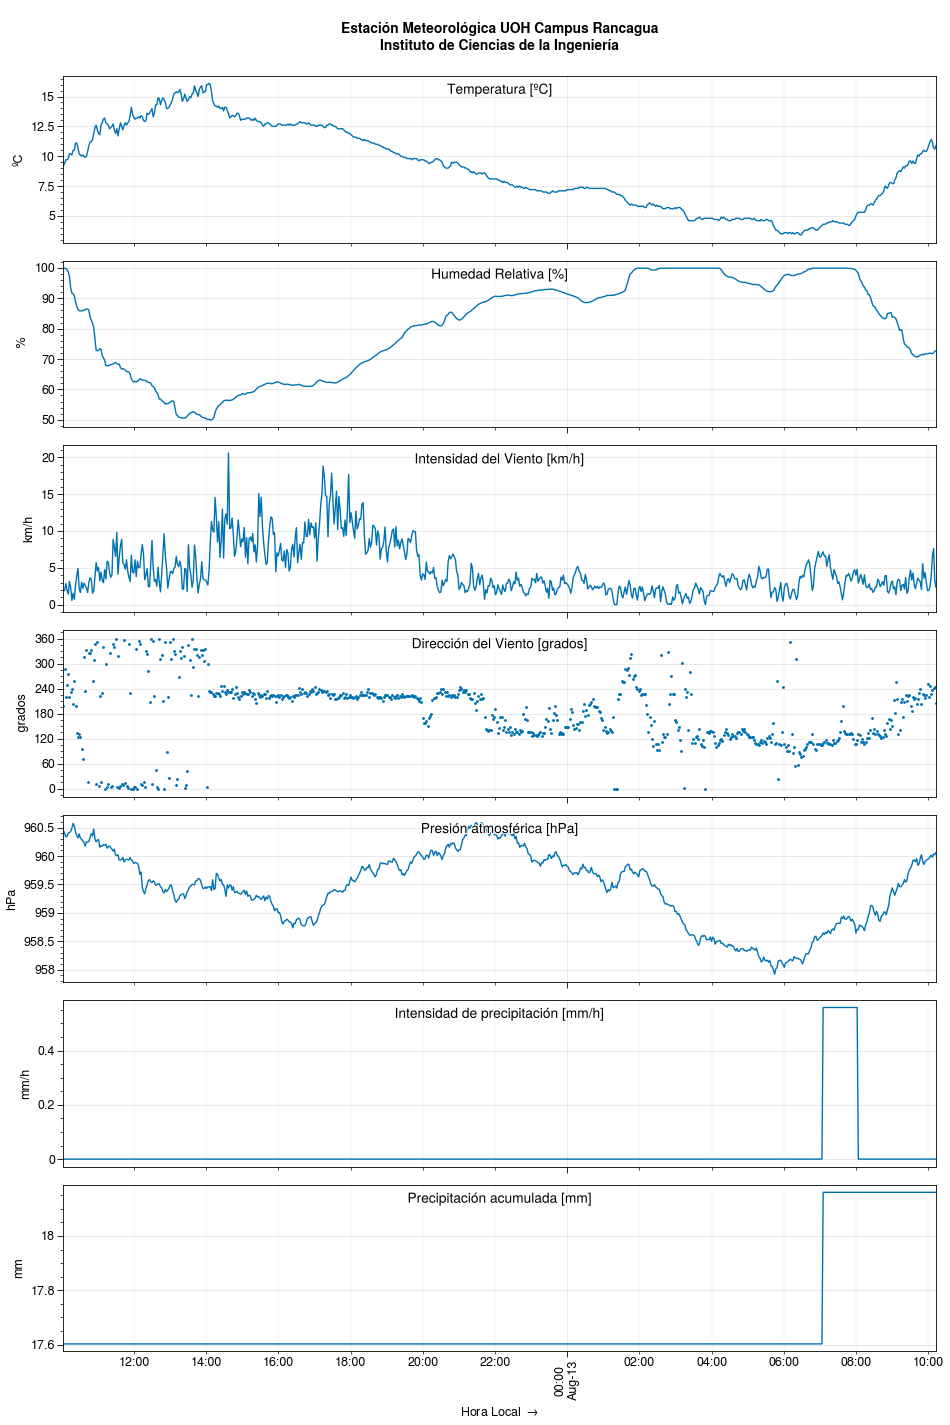 Estación Meteorológica UOH Campus Rancagua
Instituto de Ciencias de la Ingeniería
Temperatura [ºC]
ºC
15
12.5
10
7.5
5
Humedad Relativa [%]
%
100
90
80
70
60
50
Intensidad del Viento [km/h]
km/h
20
15
10
5
0
Dirección del Viento [grados]
grados
360
300
240
180
120
60
0
Presión atmosférica [hPa]
hPa
960.5
960
959.5
959
958.5
958
Intensidad de precipitación [mm/h]
mm/h
0.4
0.2
0
Precipitación acumulada [mm]
mm
18
17.8
17.6
12:00
14:00
16:00
18:00
20:00
22:00
00:00
Aug-13
02:00
04:00
06:00
08:00
10:00
Hora Local →